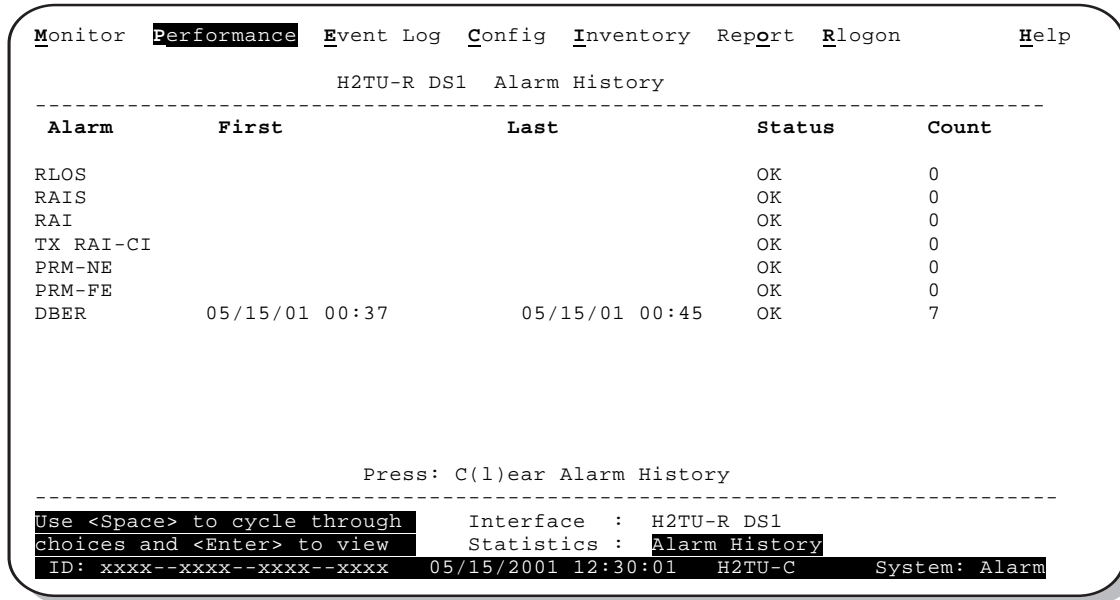 Monitor Performance Event Log Config Inventory Report Rlogon Help
H2TU-R DS1 Alarm History
--------------------------------------------------------------------------------
Alarm First Last Status Count
RLOS OK 0
RAIS OK 0
RAI OK 0
TX RAI-CI OK 0
PRM-NE OK 0
PRM-FE OK 0
DBER 05/15/01 00:37 05/15/01 00:45 OK 7
Press: C(l)ear Alarm History
--------------------------------------------------------------------------------
Use <Space> to cycle through Interface : H2TU-R DS1
choices and <Enter> to view Statistics : Alarm History
ID: xxxx--xxxx--xxxx--xxxx 05/15/2001 12:30:01 H2TU-C System: Alarm